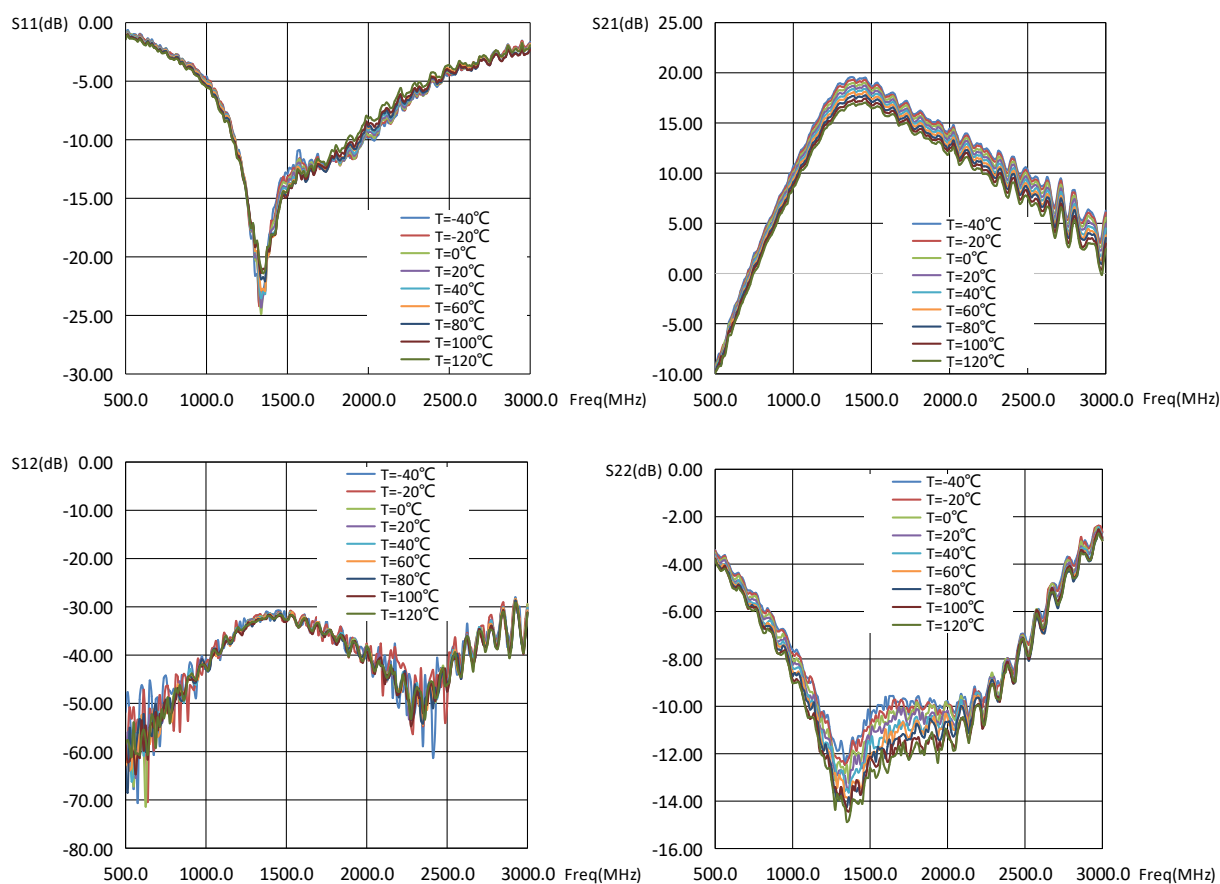 S11(dB)
0.00
-5.00
-10.00
-15.00
-20.00
-25.00
-30.00
T=-40℃
T=-20℃
T=0℃
T=20℃
T=40℃
T=60℃
T=80℃
T=100℃
T=120℃
500.0 1000.0 1500.0 2000.0 2500.0 3000.0 Freq(MHz)
S21(dB)
25.00
20.00
15.00
10.00
5.00
0.00
-5.00
-10.00
T=-40℃
T=-20℃
T=0℃
T=20℃
T=40℃
T=60℃
T=80℃
T=100℃
T=120℃
500.0 1000.0 1500.0 2000.0 2500.0 3000.0 Freq(MHz)
S12(dB)
0.00
-10.00
-20.00
-30.00
-40.00
-50.00
-60.00
-70.00
-80.00
T=-40℃
T=-20℃
T=0℃
T=20℃
T=40℃
T=60℃
T=80℃
T=100℃
T=120℃
500.0 1000.0 1500.0 2000.0 2500.0 3000.0 Freq(MHz)
S22(dB)
0.00
-2.00
-4.00
-6.00
-8.00
-10.00
-12.00
-14.00
-16.00
T=-40℃
T=-20℃
T=0℃
T=20℃
T=40℃
T=60℃
T=80℃
T=100℃
T=120℃
500.0 1000.0 1500.0 2000.0 2500.0 3000.0 Freq(MHz)